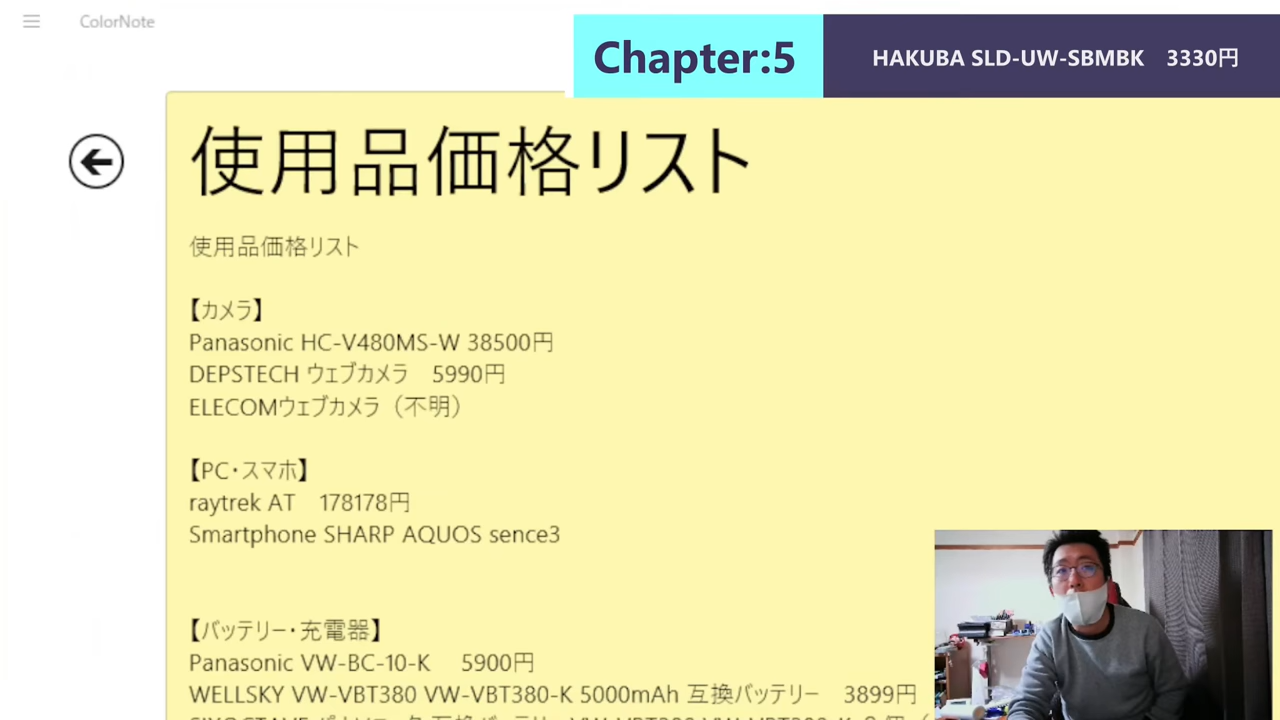 ColorNote
Chapter:5
HAKUBA SLD-UW-SBMBK 3330円
使用品価格リスト
使用品価格リスト
【カメラ】
Panasonic HC-V480MS-W 38500円
DEPSTECH ウェブカメラ 5990円
ELECOMウェブカメラ（不明）
【PC・スマホ】
raytrek AT 178178円
Smartphone SHARP AQUOS sence3
【バッテリー・充電器】
Panasonic VW-BC-10-K 5900円
WELLSKY VW-VBT380 VW-VBT380-K 5000mAh 互換バッテリー 3899円